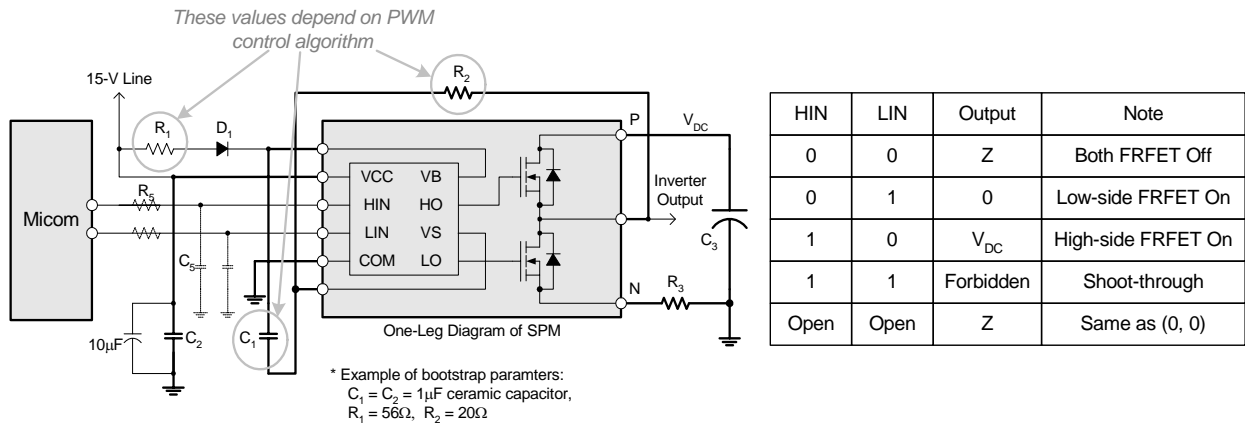 These values depend on PWM
control algorithm
15-V Line
R2
R1
D1
P
VDC
VCC
VB
Micom
R5
HIN
HO
Inverter
Output
LIN
VS
C5
COM
LO
C3
N
R3
10μF
C2
C1
One-Leg Diagram of SPM
* Example of bootstrap paramters:
C1 = C2 = 1μF ceramic capacitor,
R1 = 56Ω, R2 = 20Ω
HIN LIN Output Note
0 0 Z Both FRFET Off
0 1 0 Low-side FRFET On
1 0 VDC High-side FRFET On
1 1 Forbidden Shoot-through
Open Open Z Same as (0, 0)